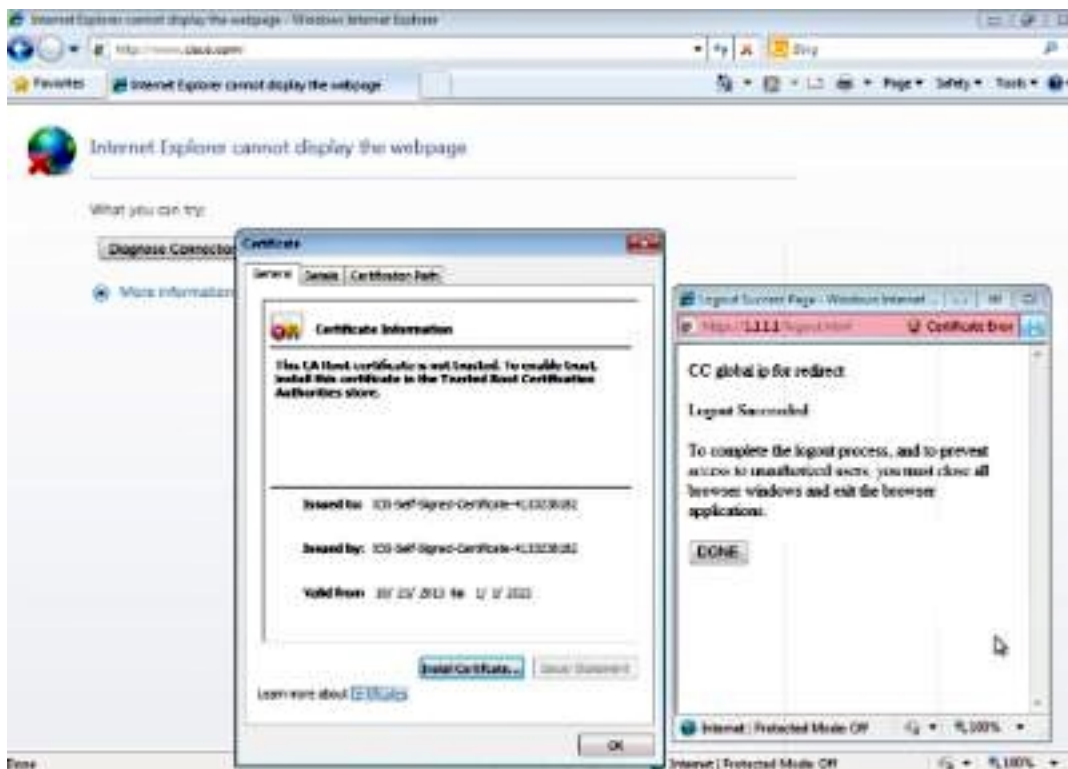 Internet Explorer cannot display the webpage - Windows Internet Explorer
Bing
Favorites
Internet Explorer cannot display the webpage
Page
Safety
Tools
Internet Explorer cannot display the webpage
What you can try:
Diagnose Connection
More information
Certificate
General
Details
Certification Path
Certificate Information
This CA Root certificate is not trusted. To enable trust,
install this certificate in the Trusted Root Certification
Authorities store.
Issued to:
Issued by:
Valid from
to
Install Certificate...
Issuer Statement
Learn more about certificates
OK
Logout Success Page - Windows Internet
Certificate Error
CC global ip for redirect
Logout Succeeded
To complete the logout process, and to prevent
access to unauthorized users, you must close all
browser windows and exit the browser
applications.
DONE
Internet | Protected Mode: Off
100%
Done
Internet | Protected Mode: Off
100%